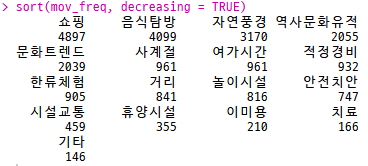 > sort(mov_freq, decreasing = TRUE)
쇼핑 음식탐방 자연풍경 역사문화유적
4897 4099 3170 2055
문화트렌드 사계절 여가시간 적정경비
2039 961 961 932
한류체험 거리 놀이시설 안전치안
905 841 816 747
시설교통 휴양시설 이미용 치료
459 355 210 166
기타
146